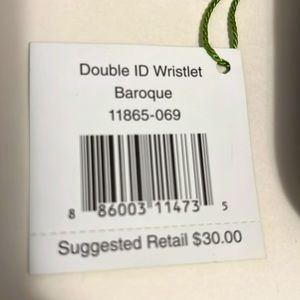 Double ID Wristlet
Baroque
11865-069
8 86003 11473 5
Suggested Retail $30.00